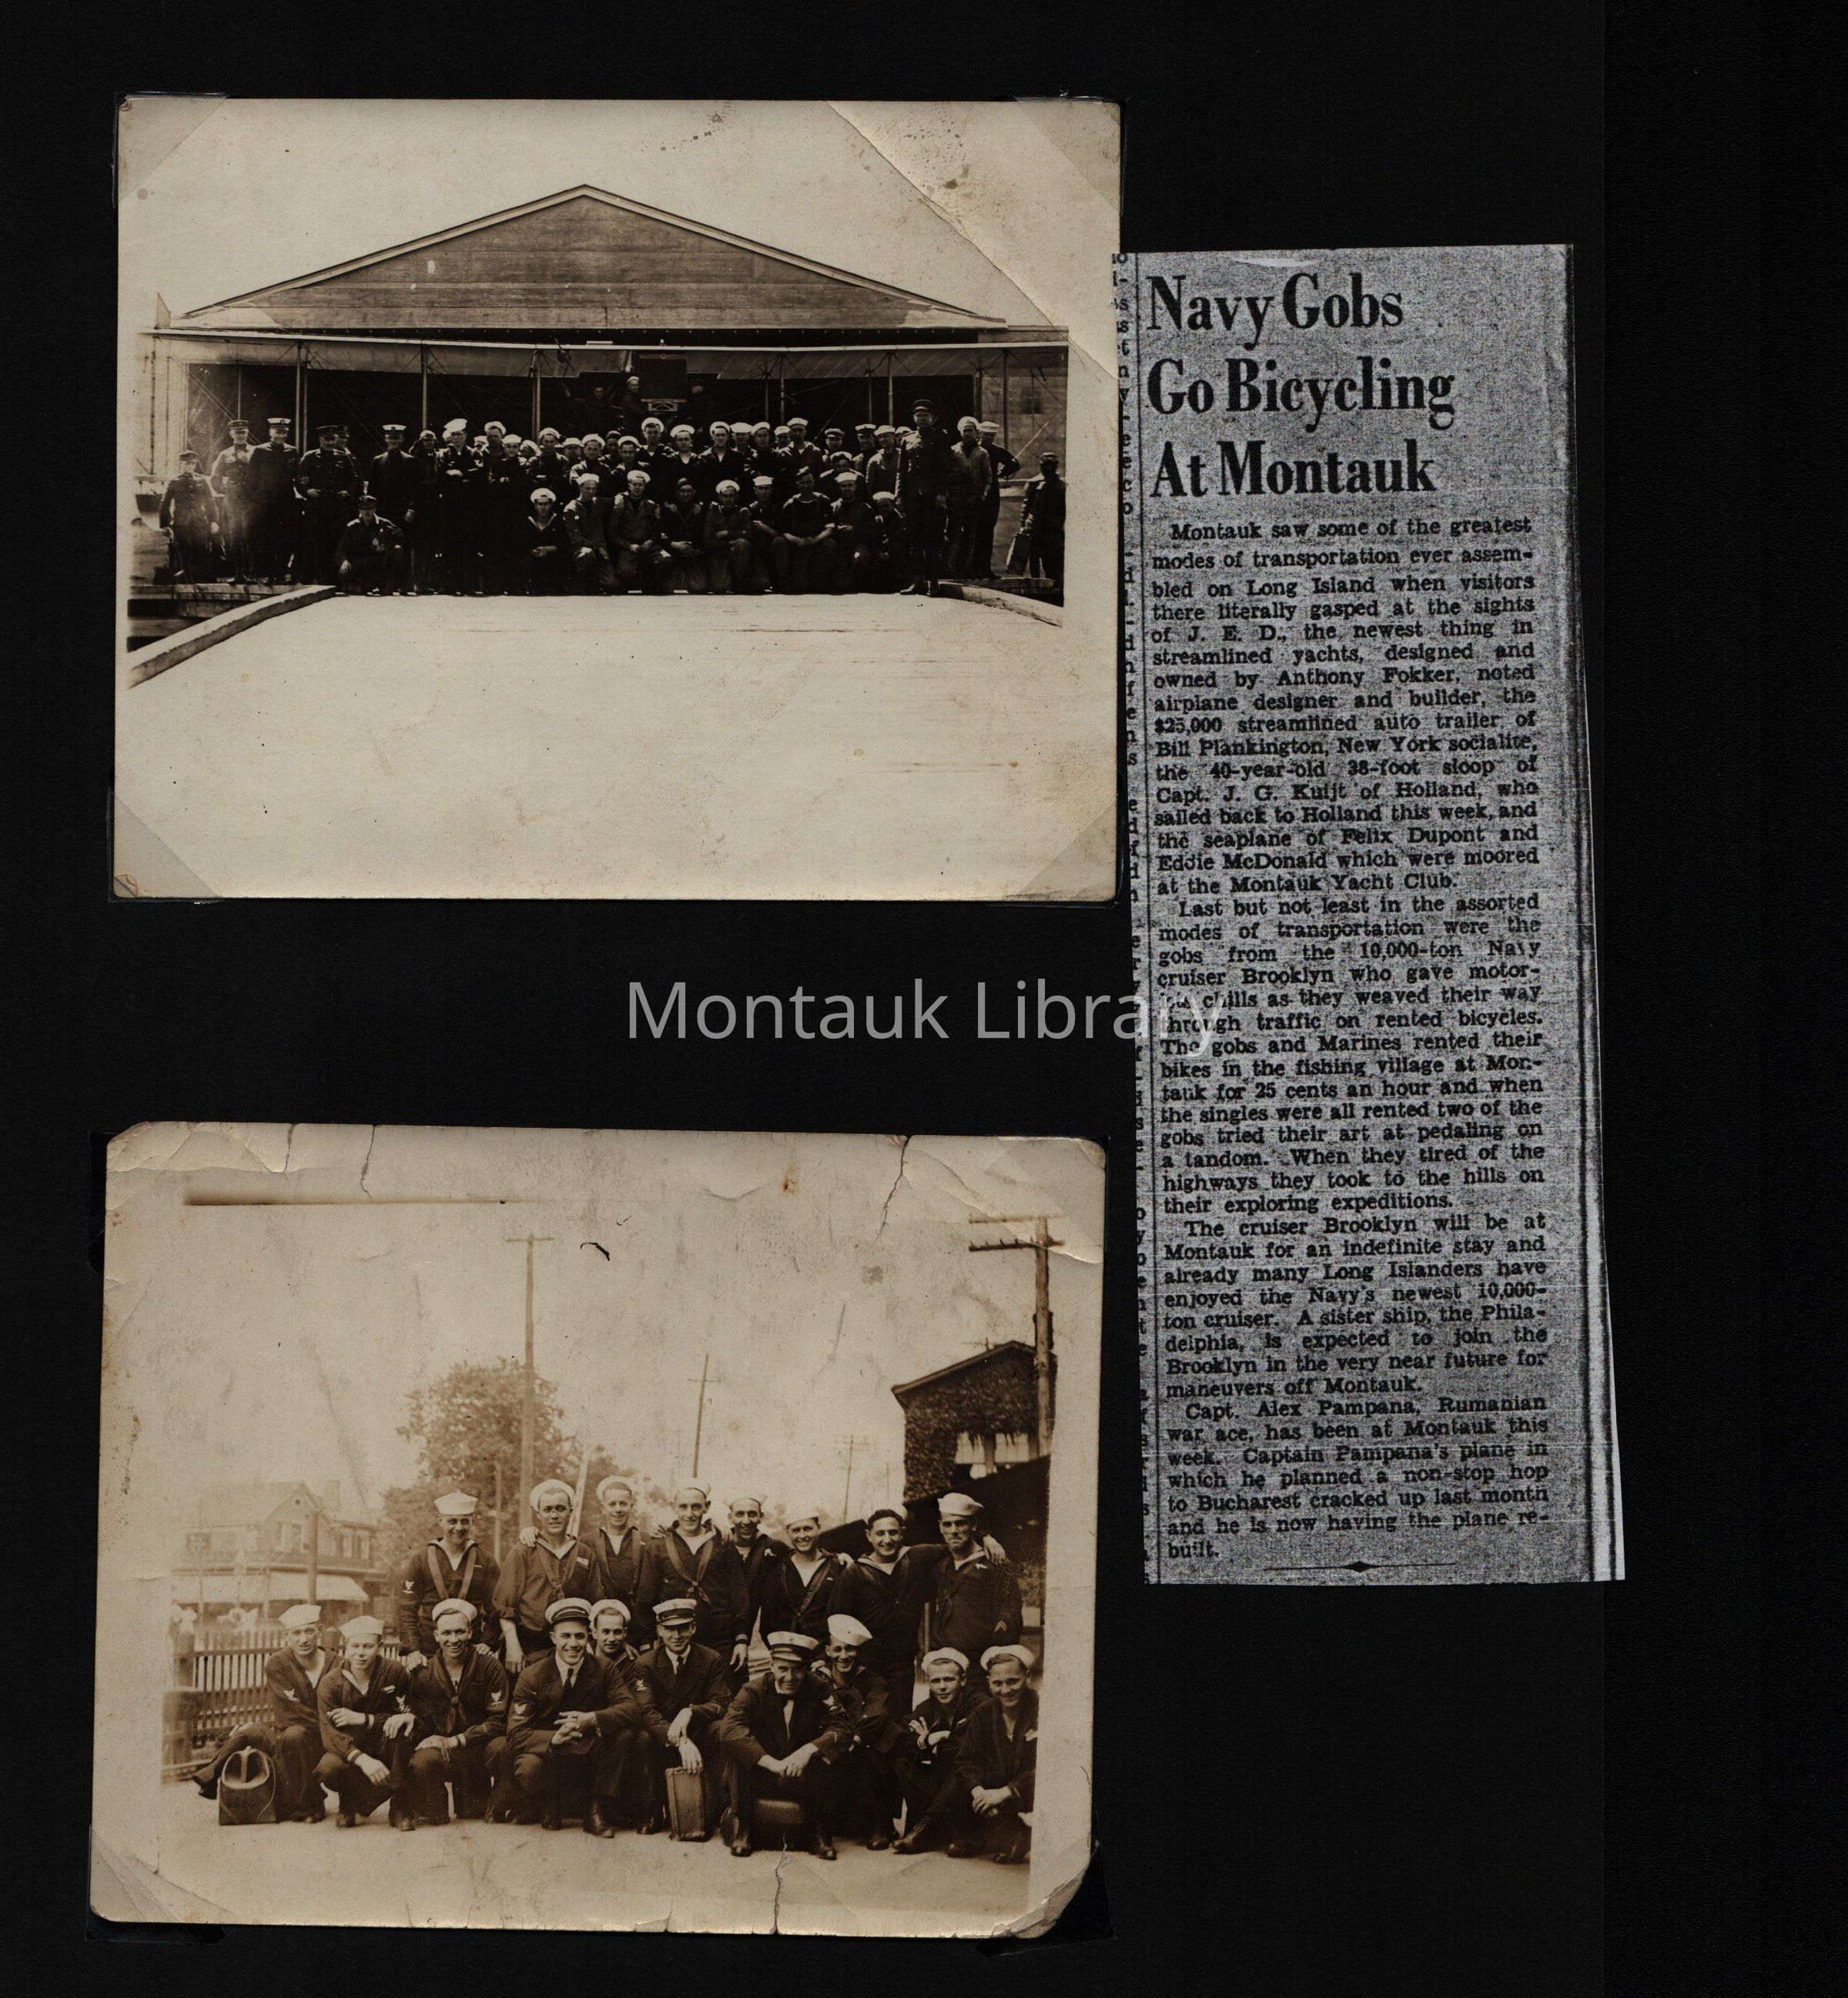 Navy Gobs
Go Bicycling
At Montauk
Montauk saw some of the greatest
modes of transportation ever assem-
bled on Long Island when visitors
there literally gasped at the sights
of J. E. D., the newest thing in
streamlined yachts, designed and
owned by Anthony Fokker, noted
airplane designer and builder, the
$25,000 streamlined auto trailer of
Bill Plankington, New York socialite,
the 40-year-old 38-foot sloop of
Capt. J. G. Kuijt of Holland, who
sailed back to Holland this week, and
the seaplane of Felix Dupont and
Eddie McDonald which were moored
at the Montauk Yacht Club.
Last but not least in the assorted
modes of transportation were the
gobs from the 10,000-ton Navy
cruiser Brooklyn who gave motor-
chills as they weaved their way
through traffic on rented bicycles.
The gobs and Marines rented their
bikes in the fishing village at Mon-
tauk for 25 cents an hour and when
the singles were all rented two of the
gobs tried their art at pedaling on
a tandom. When they tired of the
highways they took to the hills on
their exploring expeditions.
The cruiser Brooklyn will be at
Montauk for an indefinite stay and
already many Long Islanders have
enjoyed the Navy's newest 10,000-
ton cruiser. A sister ship, the Phila-
delphia, is expected to join the
Brooklyn in the very near future for
maneuvers off Montauk.
Capt. Alex Pampana, Rumanian
war ace, has been at Montauk this
week. Captain Pampana's plane in
which he planned a non-stop hop
to Bucharest cracked up last month
and he is now having the plane re-
built.
Montauk Library